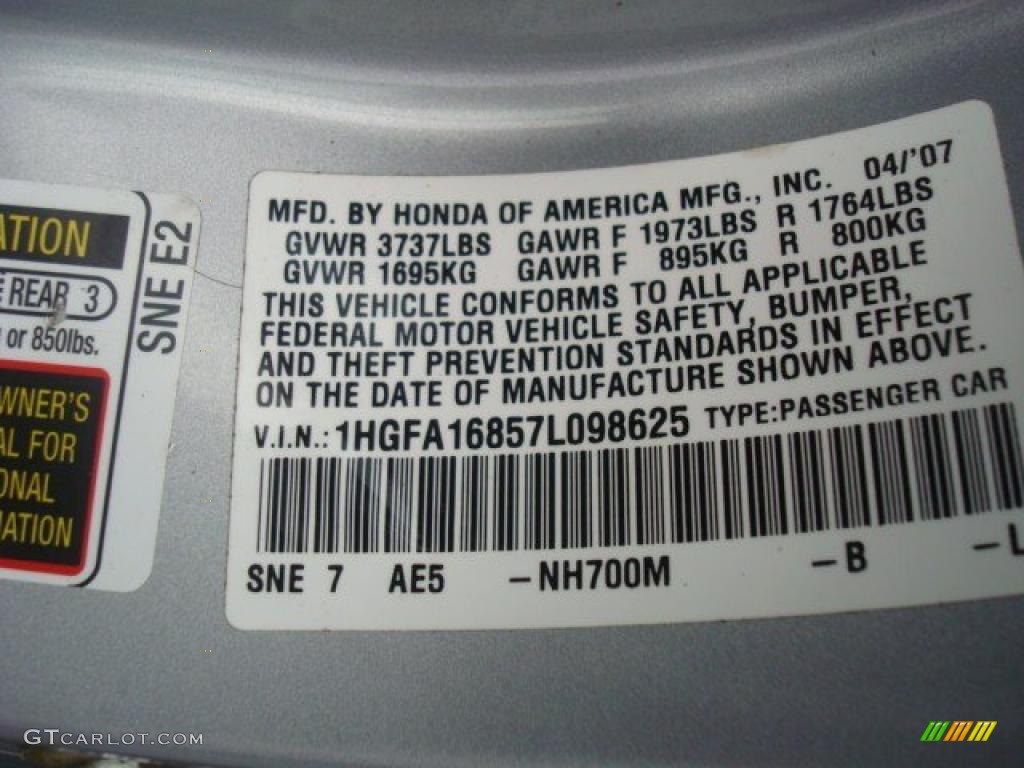 ATION
E REAR 3
or 850lbs.
WNER'S
AL FOR
ONAL
MATION
SNE E2
MFD. BY HONDA OF AMERICA MFG., INC. 04/'07
GVWR 3737LBS GAWR F 1973LBS R 1764LBS
GVWR 1695KG GAWR F 895KG R 800KG
THIS VEHICLE CONFORMS TO ALL APPLICABLE
FEDERAL MOTOR VEHICLE SAFETY, BUMPER,
AND THEFT PREVENTION STANDARDS IN EFFECT
ON THE DATE OF MANUFACTURE SHOWN ABOVE.
V.I.N.: 1HGFA16857L098625 TYPE:PASSENGER CAR
SNE 7 AE5 -NH700M -B -L
GTCARLOT.COM